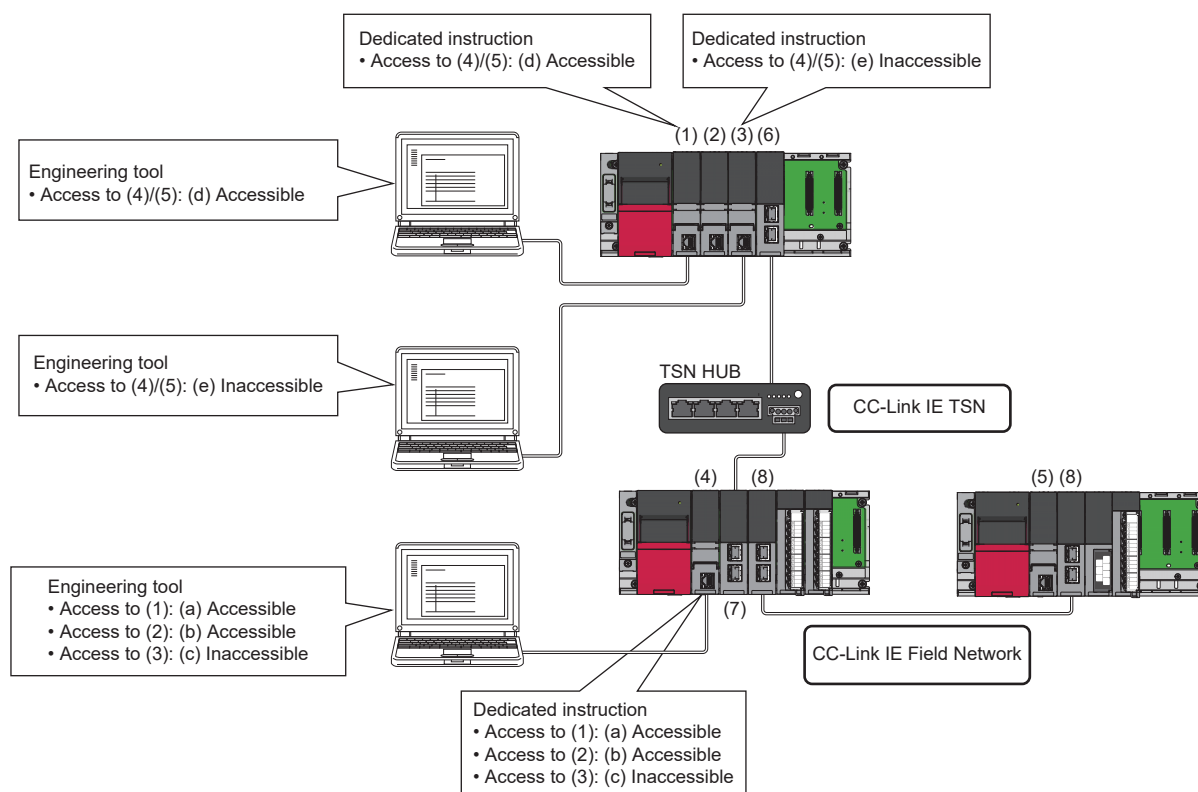 Dedicated instruction
• Access to (4)/(5): (d) Accessible
Dedicated instruction
• Access to (4)/(5): (e) Inaccessible
(1) (2) (3) (6)
Engineering tool
• Access to (4)/(5): (d) Accessible
Engineering tool
• Access to (4)/(5): (e) Inaccessible
TSN HUB
CC-Link IE TSN
(4)
(8)
(5) (8)
Engineering tool
• Access to (1): (a) Accessible
• Access to (2): (b) Accessible
• Access to (3): (c) Inaccessible
(7)
CC-Link IE Field Network
Dedicated instruction
• Access to (1): (a) Accessible
• Access to (2): (b) Accessible
• Access to (3): (c) Inaccessible